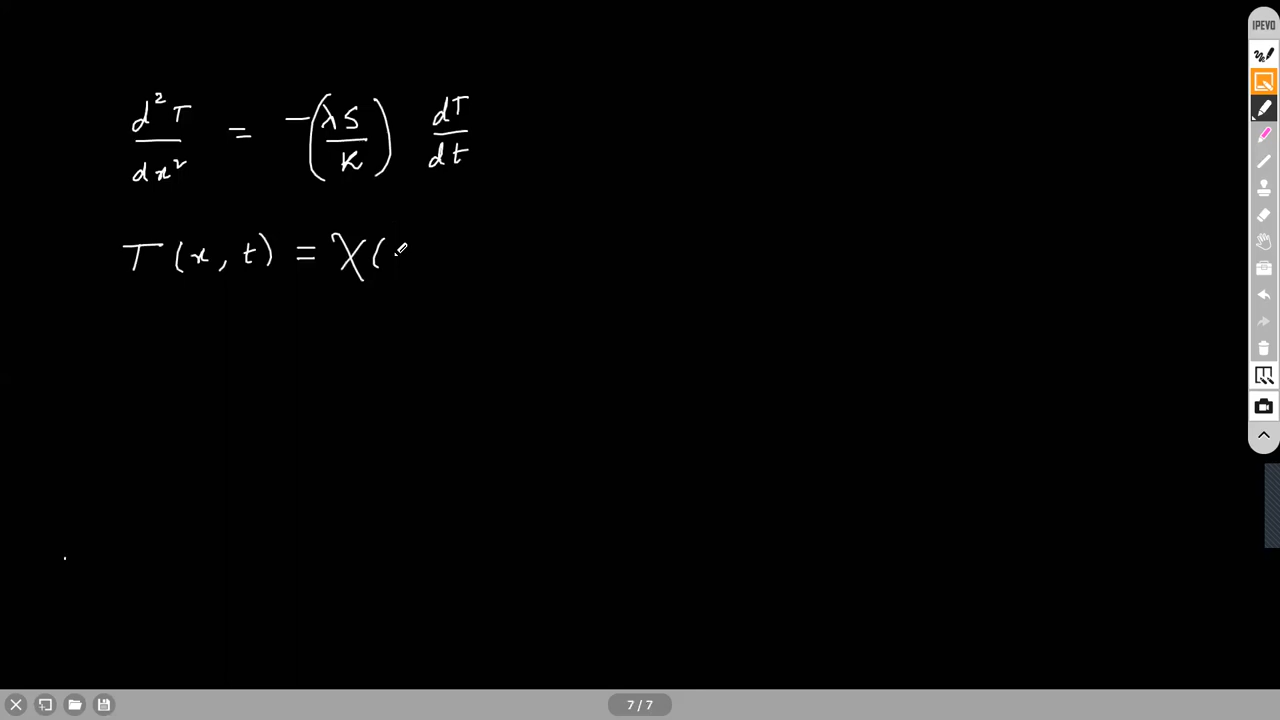 d²T/dx² = -(λS/K) dT/dt
T(x, t) = X(
IPEVO
7 / 7